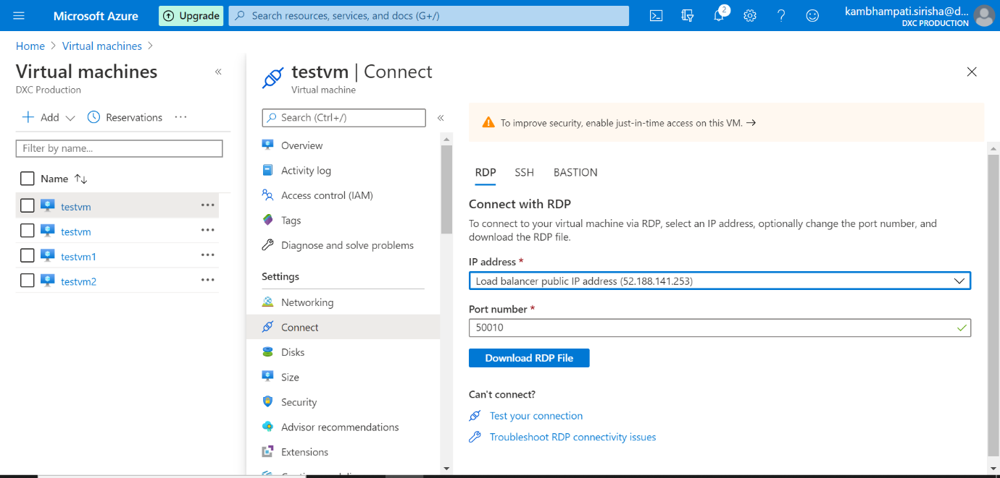 Microsoft Azure
Upgrade
Search resources, services, and docs (G+/)
2
kambhampati.sirisha@d...
DXC PRODUCTION
Home > Virtual machines >
Virtual machines
DXC Production
Add
Reservations
Filter by name...
Name
testvm
testvm
testvm1
testvm2
testvm | Connect
Virtual machine
Search (Ctrl+/)
Overview
Activity log
Access control (IAM)
Tags
Diagnose and solve problems
Settings
Networking
Connect
Disks
Size
Security
Advisor recommendations
Extensions
To improve security, enable just-in-time access on this VM. →
RDP SSH BASTION
Connect with RDP
To connect to your virtual machine via RDP, select an IP address, optionally change the port number, and
download the RDP file.
IP address *
Load balancer public IP address (52.188.141.253)
Port number *
50010
Download RDP File
Can't connect?
Test your connection
Troubleshoot RDP connectivity issues